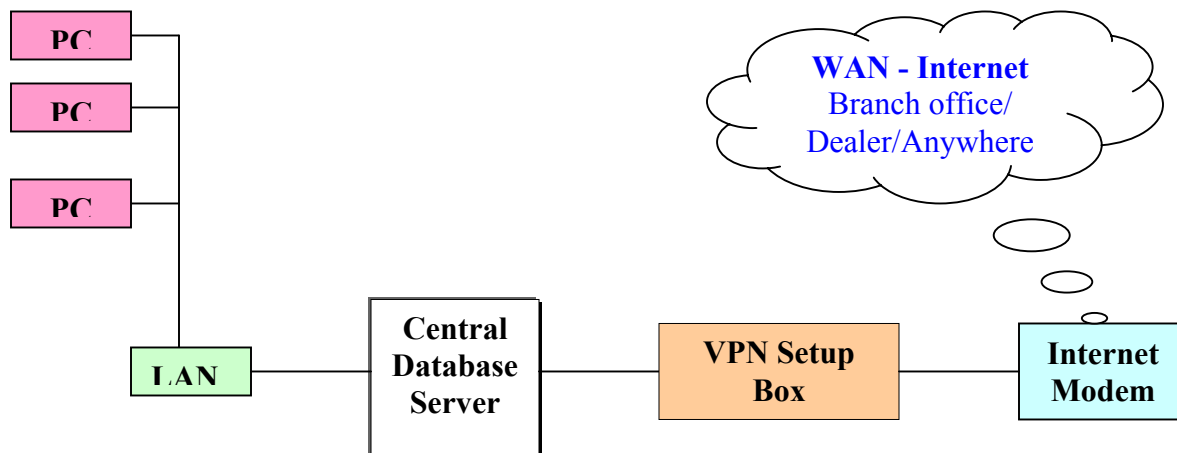 PC
PC
PC
WAN - Internet
Branch office/
Dealer/Anywhere
LAN
Central
Database
Server
VPN Setup
Box
Internet
Modem